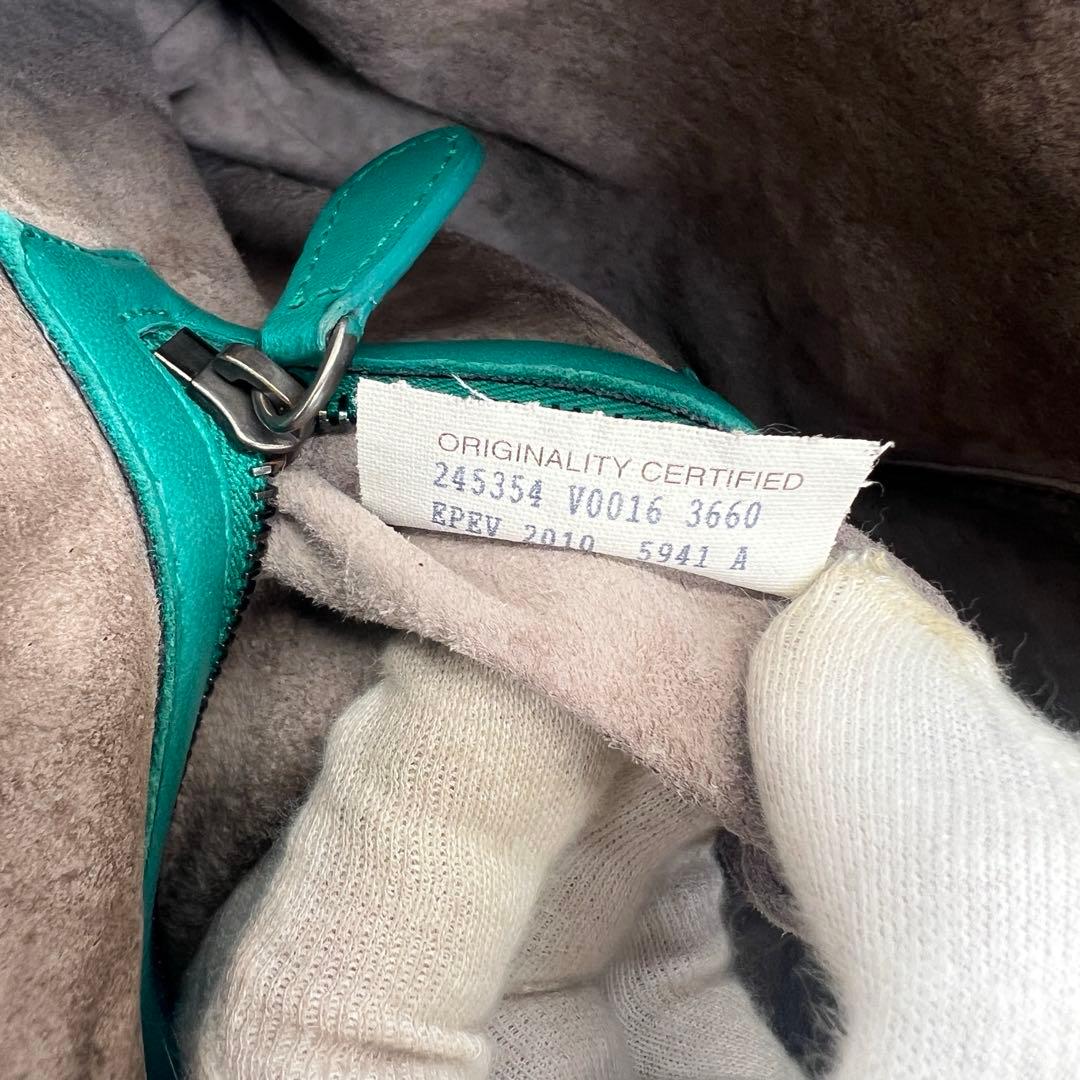 ORIGINALITY CERTIFIED
245354 V0016 3660
EPEV 2010 5941 A